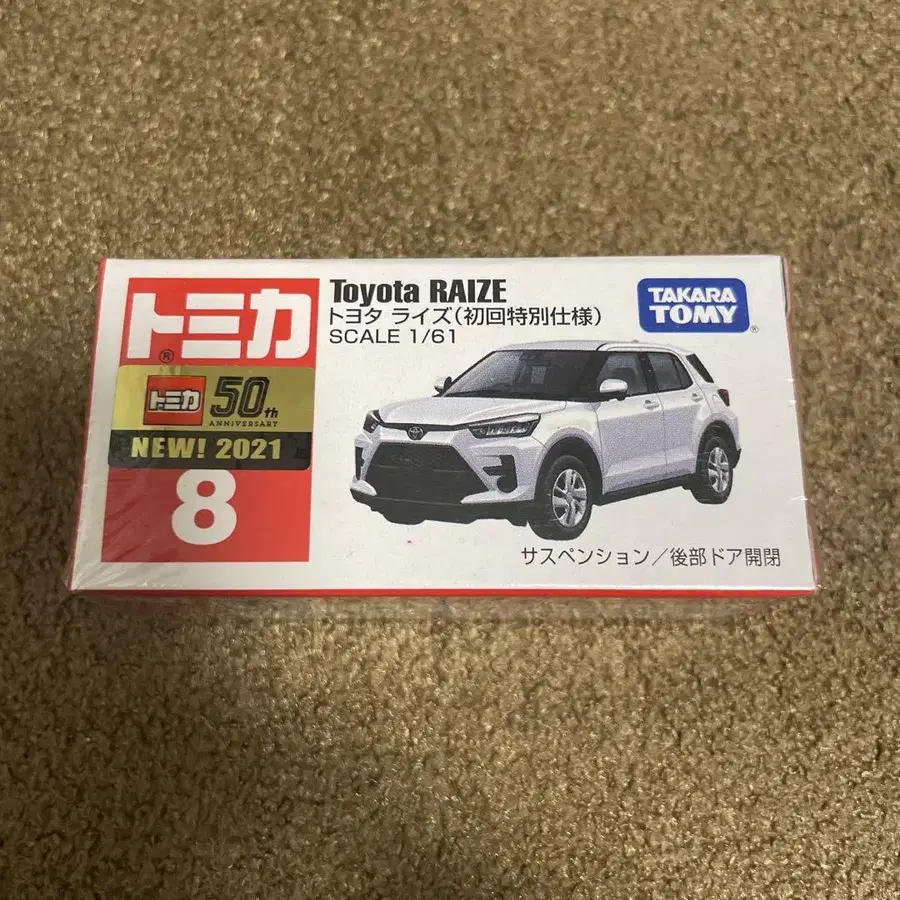 トミカ
®
トミカ 50th
ANNIVERSARY
NEW! 2021
8
Toyota RAIZE
トヨタ ライズ(初回特別仕様)
SCALE 1/61
TAKARA
TOMY
®
サスペンション/後部ドア開閉